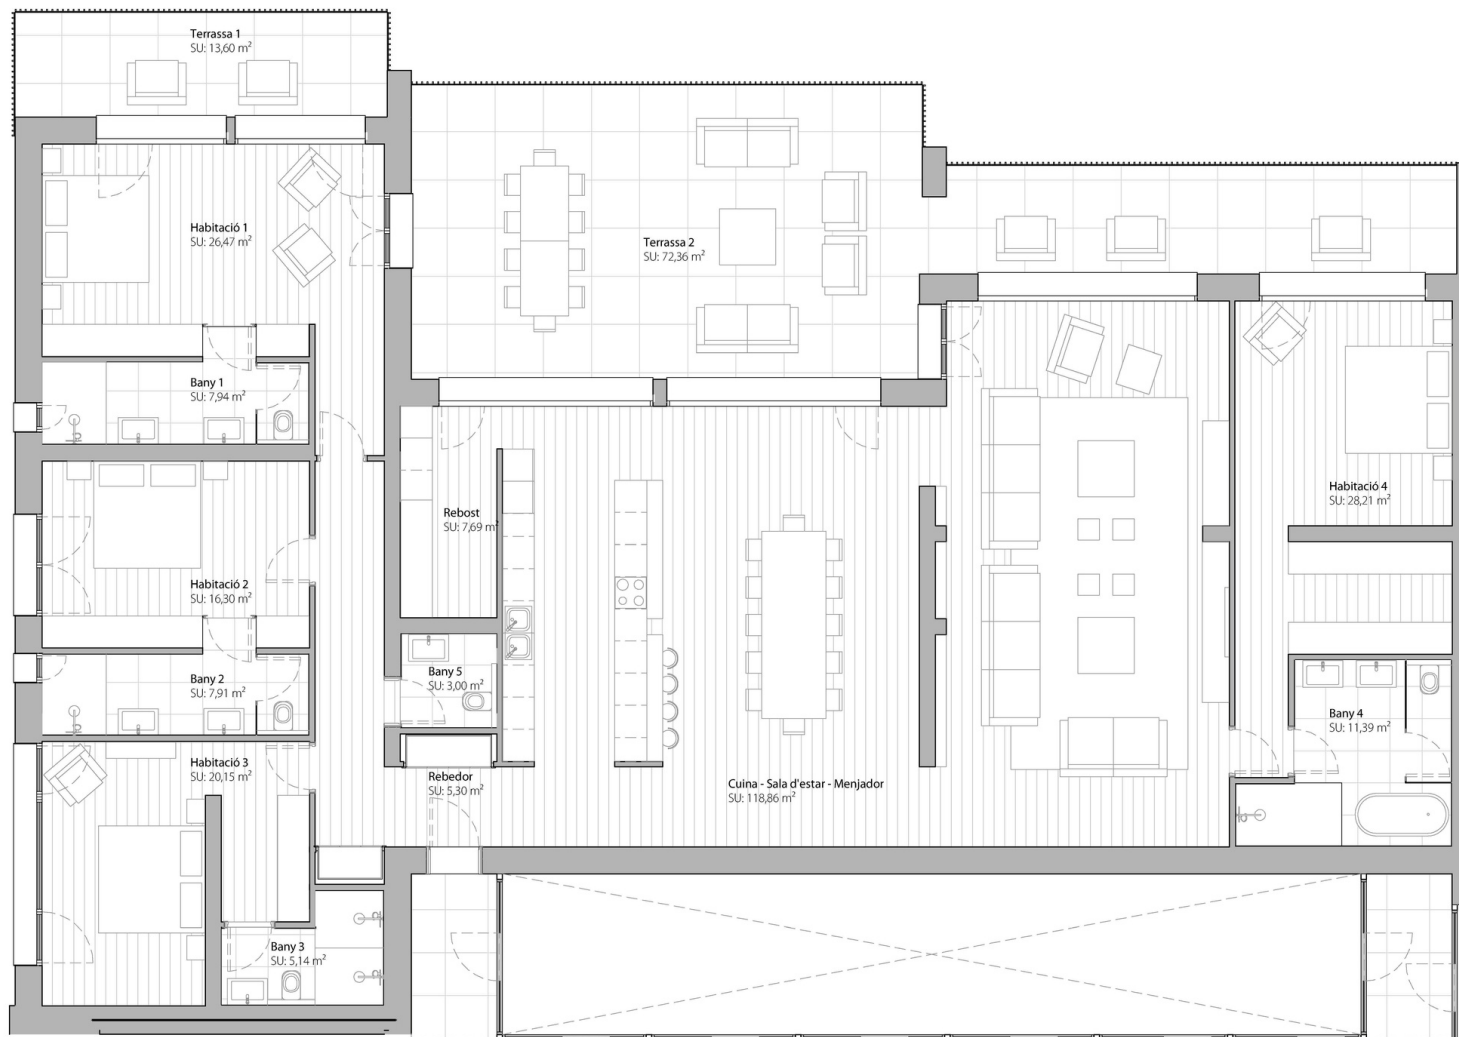 Terrassa 1
SU: 13,60 m²
Habitació 1
SU: 26,47 m²
Terrassa 2
SU: 72,36 m²
Bany 1
SU: 7,94 m²
Habitació 4
SU: 28,21 m²
Rebost
SU: 7,69 m²
Habitació 2
SU: 16,30 m²
Bany 5
SU: 3,00 m²
Bany 2
SU: 7,91 m²
Bany 4
SU: 11,39 m²
Habitació 3
SU: 20,15 m²
Rebedor
SU: 5,30 m²
Cuina - Sala d'estar - Menjador
SU: 118,86 m²
Bany 3
SU: 5,14 m²